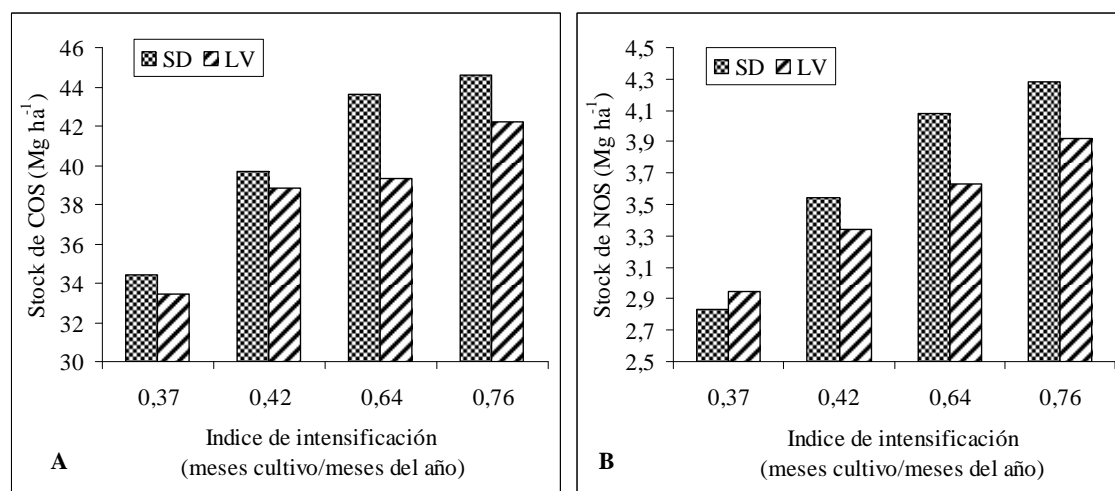 46
44
42
40
38
36
34
32
30
Stock de COS (Mg ha-1)
SD LV
0,37 0,42 0,64 0,76
Indice de intensificación
(meses cultivo/meses del año)
A
4,5
4,3
4,1
3,9
3,7
3,5
3,3
3,1
2,9
2,7
2,5
Stock de NOS (Mg ha-1)
SD LV
0,37 0,42 0,64 0,76
Indice de intensificación
(meses cultivo/meses del año)
B